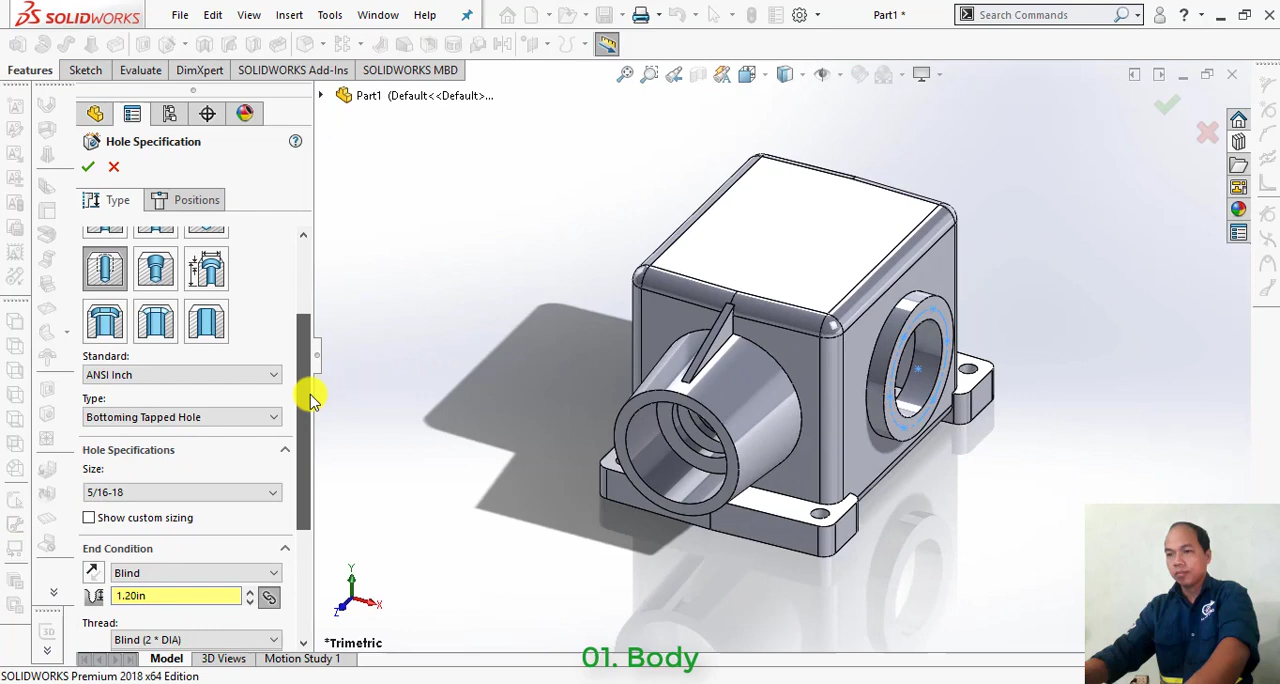 SOLIDWORKS File Edit View Insert Tools Window Help Part1 * Search Commands
Features Sketch Evaluate DimXpert SOLIDWORKS Add-Ins SOLIDWORKS MBD
Part1 (Default<<Default>...
Hole Specification
Type Positions
Standard:
ANSI Inch
Type:
Bottoming Tapped Hole
Hole Specifications
Size:
5/16-18
Show custom sizing
End Condition
Blind
1.20in
Thread:
Blind (2 * DIA)
Y
X
Z
*Trimetric
01. Body
Model 3D Views Motion Study 1
SOLIDWORKS Premium 2018 x64 Edition